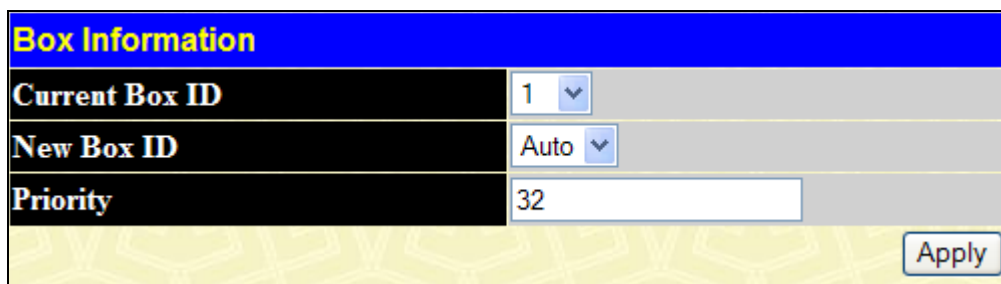 Box Information
Current Box ID 1
New Box ID Auto
Priority 32
Apply